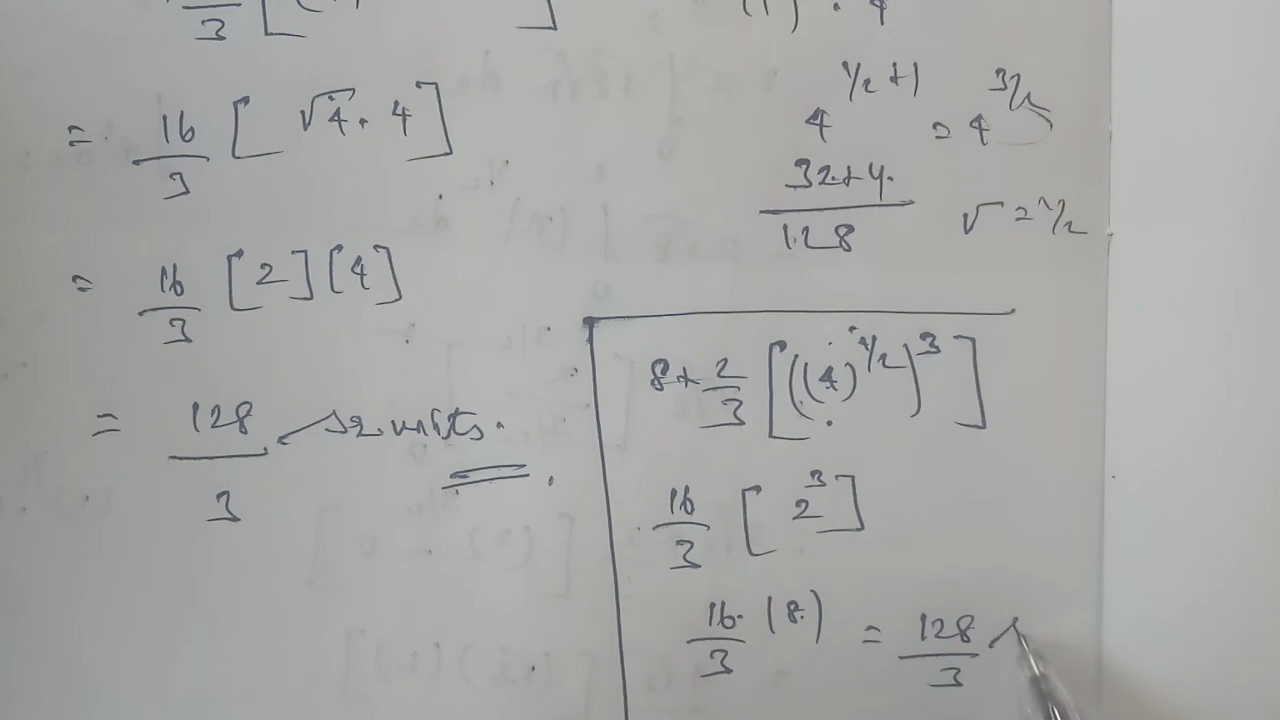 = 16/3 [√4 . 4]
= 16/3 [2][4]
= 128/3 units.
4^(1/2 + 1) = 4^(3/2)
32 × 4
128
√ = 1/2
8 × 2/3 [((4)^(1/2))^3]
16/3 [2^3]
16/3 (8) = 128/3